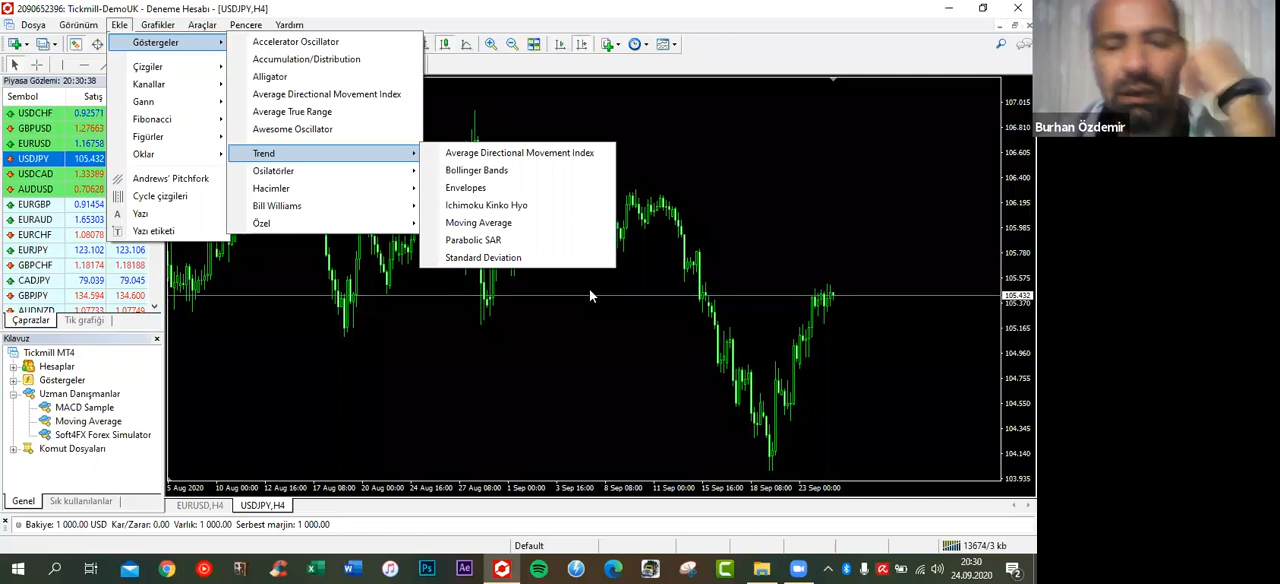 2090652396: Tickmill-DemoUK - Deneme Hesabı - [USDJPY,H4]
Dosya Görünüm Ekle Grafikler Araçlar Pencere Yardım
Göstergeler
Çizgiler
Kanallar
Gann
Fibonacci
Figürler
Oklar
Andrews' Pitchfork
Cycle çizgileri
Yazı
Yazı etiketi
Accelerator Oscillator
Accumulation/Distribution
Alligator
Average Directional Movement Index
Average True Range
Awesome Oscillator
Trend
Osilatörler
Hacimler
Bill Williams
Özel
Average Directional Movement Index
Bollinger Bands
Envelopes
Ichimoku Kinko Hyo
Moving Average
Parabolic SAR
Standard Deviation
Piyasa Gözlemi: 20:30:38
Sembol Satış
USDCHF 0.92571
GBPUSD 1.27663
EURUSD 1.16758
USDJPY 105.432
USDCAD 1.33389
AUDUSD 0.70628
EURGBP 0.91454
EURAUD 1.65303
EURCHF 1.08078
EURJPY 123.102 123.106
GBPCHF 1.18174 1.18188
CADJPY 79.039 79.045
GBPJPY 134.594 134.600
AUDNZD 1.07733 1.07749
Çaprazlar Tik grafiği
Kılavuz
Tickmill MT4
Hesaplar
Göstergeler
Uzman Danışmanlar
MACD Sample
Moving Average
Soft4FX Forex Simulator
Komut Dosyaları
Genel Sık kullanılanlar
107.015
106.810
106.605
106.400
106.195
105.985
105.780
105.575
105.432
105.370
105.165
104.960
104.755
104.550
104.345
104.140
103.935
5 Aug 2020 10 Aug 00:00 12 Aug 16:00 17 Aug 08:00 20 Aug 00:00 24 Aug 16:00 27 Aug 08:00 1 Sep 00:00 3 Sep 16:00 8 Sep 08:00 11 Sep 00:00 15 Sep 16:00 18 Sep 08:00 23 Sep 00:00
EURUSD,H4 USDJPY,H4
Bakiye: 1 000.00 USD Kar/Zarar: 0.00 Varlık: 1 000.00 Serbest marjin: 1 000.00
Default
13674/3 kb
Burhan Özdemir
20:30
24.09.2020
2